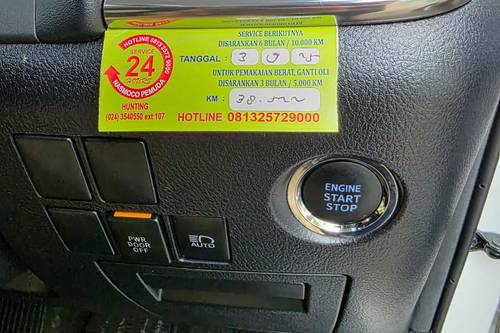 SERVICE BERIKUTNYA
DISARANKAN 6 BULAN / 10.000 KM
TANGGAL :
UNTUK PEMAKAIAN BERAT, GANTI OLI
DISARANKAN 3 BULAN / 5.000 KM
KM :
HOTLINE 081325729000
HOTLINE 0813 2572 9000
SERVICE
24
NASMOCO PEMUDA
HUNTING
(024) 3540550 ext 107
ENGINE
START
STOP
PWR
DOOR
OFF
AUTO